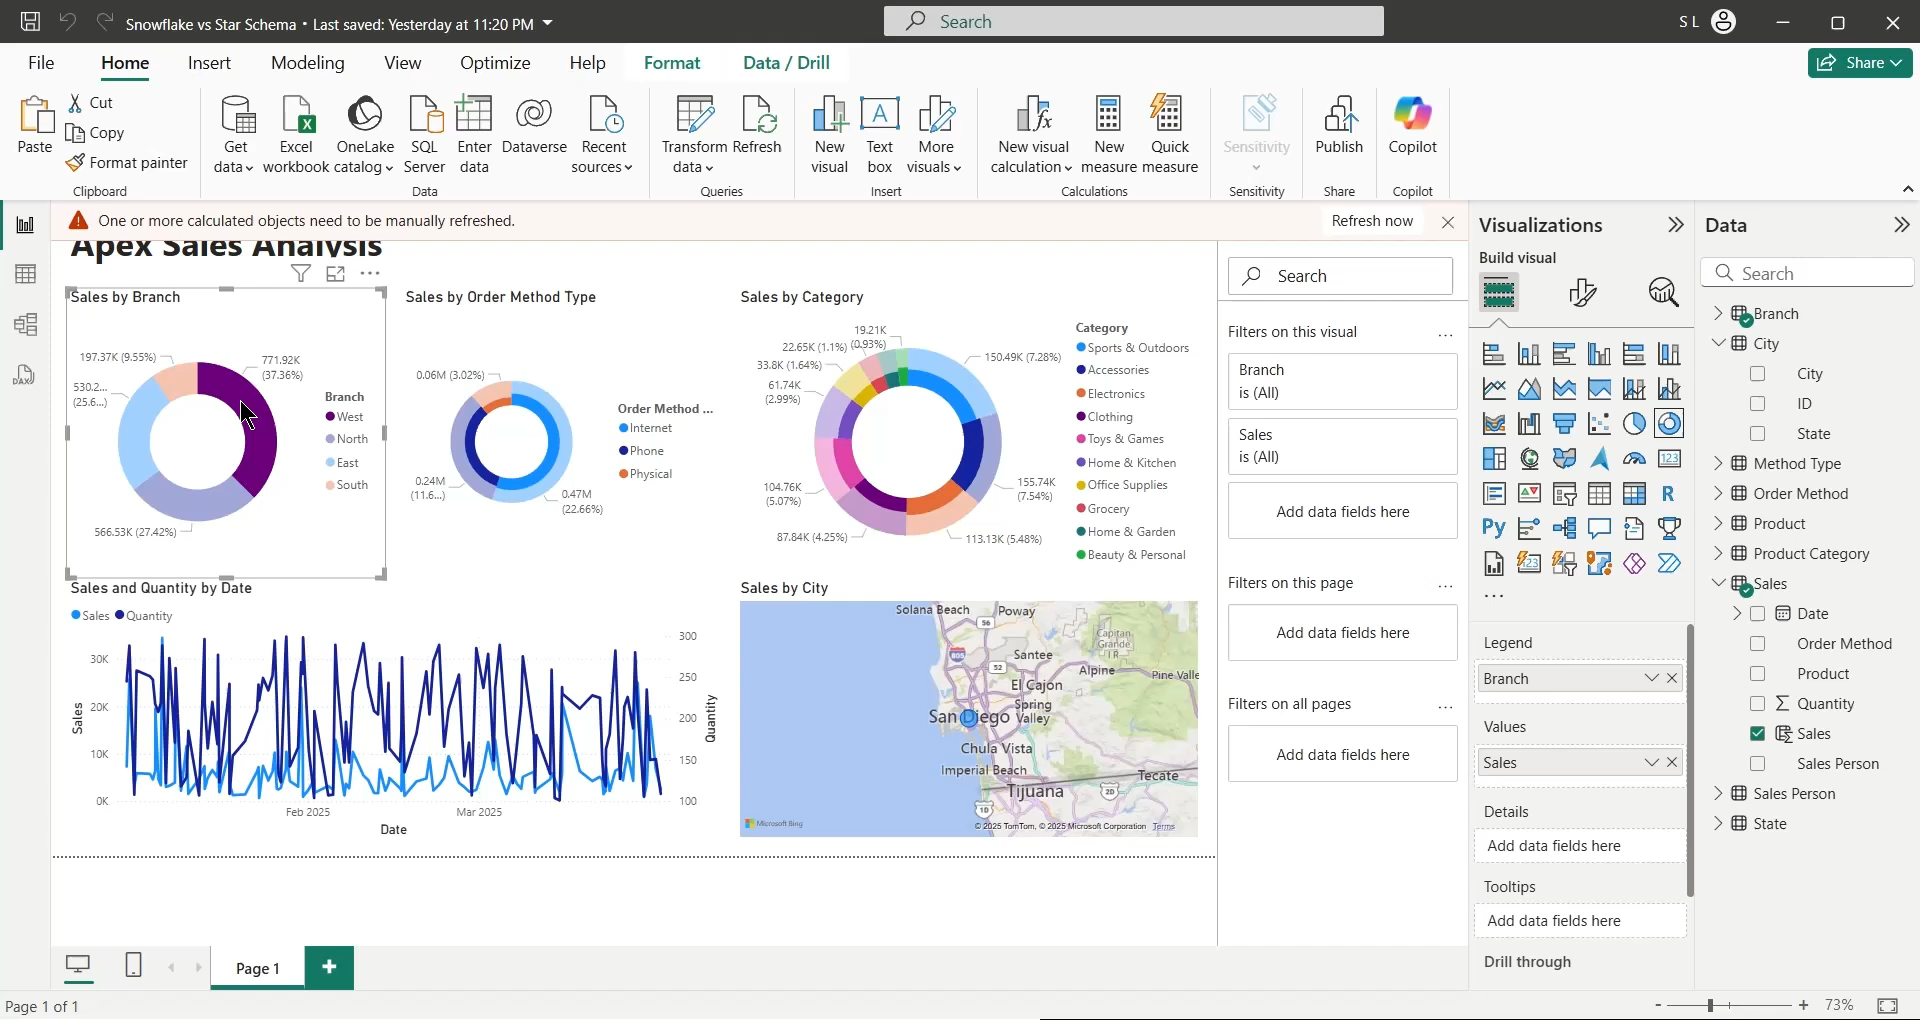 Snowflake vs Star Schema • Last saved: Yesterday at 11:20 PM
Search
S L
File
Home
Insert
Modeling
View
Optimize
Help
Format
Data / Drill
Share
Paste
Cut
Copy
Format painter
Clipboard
Get data
Excel workbook
OneLake catalog
SQL Server
Enter data
Dataverse
Recent sources
Data
Transform data
Refresh
Queries
New visual
Text box
More visuals
Insert
New visual calculation
New measure
Quick measure
Calculations
Sensitivity
Sensitivity
Publish
Share
Copilot
Copilot
One or more calculated objects need to be manually refreshed.
Refresh now
Apex Sales Analysis
Sales by Branch
197.37K (9.55%)
771.92K
(37.36%)
530.2...
(25.6...)
566.53K (27.42%)
Branch
West
North
East
South
Sales by Order Method Type
0.06M (3.02%)
0.24M
(11.6...)
0.47M
(22.66%)
Order Method ...
Internet
Phone
Physical
Sales by Category
19.21K
(0.93%)
22.65K (1.1%)
33.8K (1.64%)
61.74K
(2.99%)
104.76K
(5.07%)
87.84K (4.25%)
113.13K (5.48%)
155.74K
(7.54%)
150.49K (7.28%)
Category
Sports & Outdoors
Accessories
Electronics
Clothing
Toys & Games
Home & Kitchen
Office Supplies
Grocery
Home & Garden
Beauty & Personal
Sales and Quantity by Date
Sales Quantity
30K
20K
10K
0K
Sales
300
250
200
150
100
Quantity
Feb 2025
Mar 2025
Date
Sales by City
Solana Beach
Poway
56
Capitan
Grande
I R
805
52
Santee
Alpine
Pine Valle
El Cajon
Spring
Valley
San Diego
Chula Vista
Imperial Beach
Tecate
Tijuana
2D
1D
Microsoft Bing
© 2025 TomTom, © 2025 Microsoft Corporation Terms
Search
Filters on this visual
...
Branch
is (All)
Sales
is (All)
Add data fields here
Filters on this page
...
Add data fields here
Filters on all pages
...
Add data fields here
Visualizations
Build visual
123
R
Py
123
...
Legend
Branch
Values
Sales
Details
Add data fields here
Tooltips
Add data fields here
Drill through
Data
Search
Branch
City
City
ID
State
Method Type
Order Method
Product
Product Category
Sales
Date
Order Method
Product
Quantity
Sales
Sales Person
Sales Person
State
DAX
Page 1
+
Page 1 of 1
- + 73%